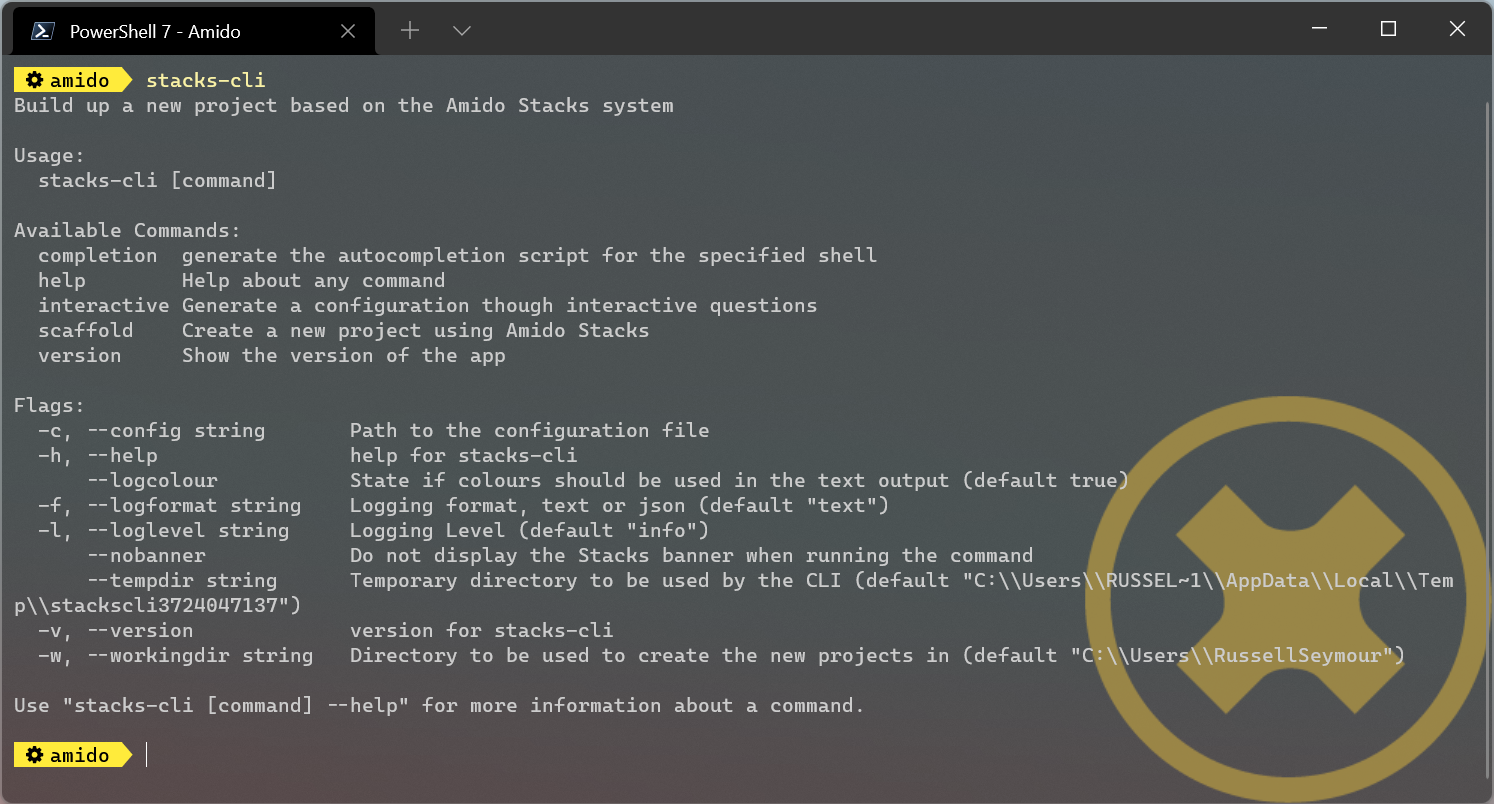 PowerShell 7 - Amido
amido stacks-cli
Build up a new project based on the Amido Stacks system
Usage:
stacks-cli [command]
Available Commands:
completion generate the autocompletion script for the specified shell
help Help about any command
interactive Generate a configuration though interactive questions
scaffold Create a new project using Amido Stacks
version Show the version of the app
Flags:
-c, --config string Path to the configuration file
-h, --help help for stacks-cli
--logcolour State if colours should be used in the text output (default true)
-f, --logformat string Logging format, text or json (default "text")
-l, --loglevel string Logging Level (default "info")
--nobanner Do not display the Stacks banner when running the command
--tempdir string Temporary directory to be used by the CLI (default "C:\\Users\\RUSSEL~1\\AppData\\Local\\Tem
p\\stackscli3724047137")
-v, --version version for stacks-cli
-w, --workingdir string Directory to be used to create the new projects in (default "C:\\Users\\RussellSeymour")
Use "stacks-cli [command] --help" for more information about a command.
amido